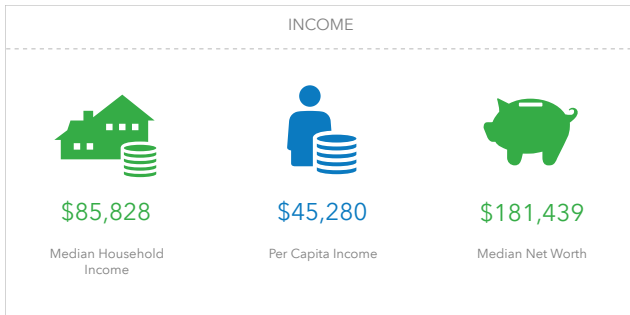 INCOME
$85,828
$45,280
$181,439
Median Household
Income
Per Capita Income
Median Net Worth